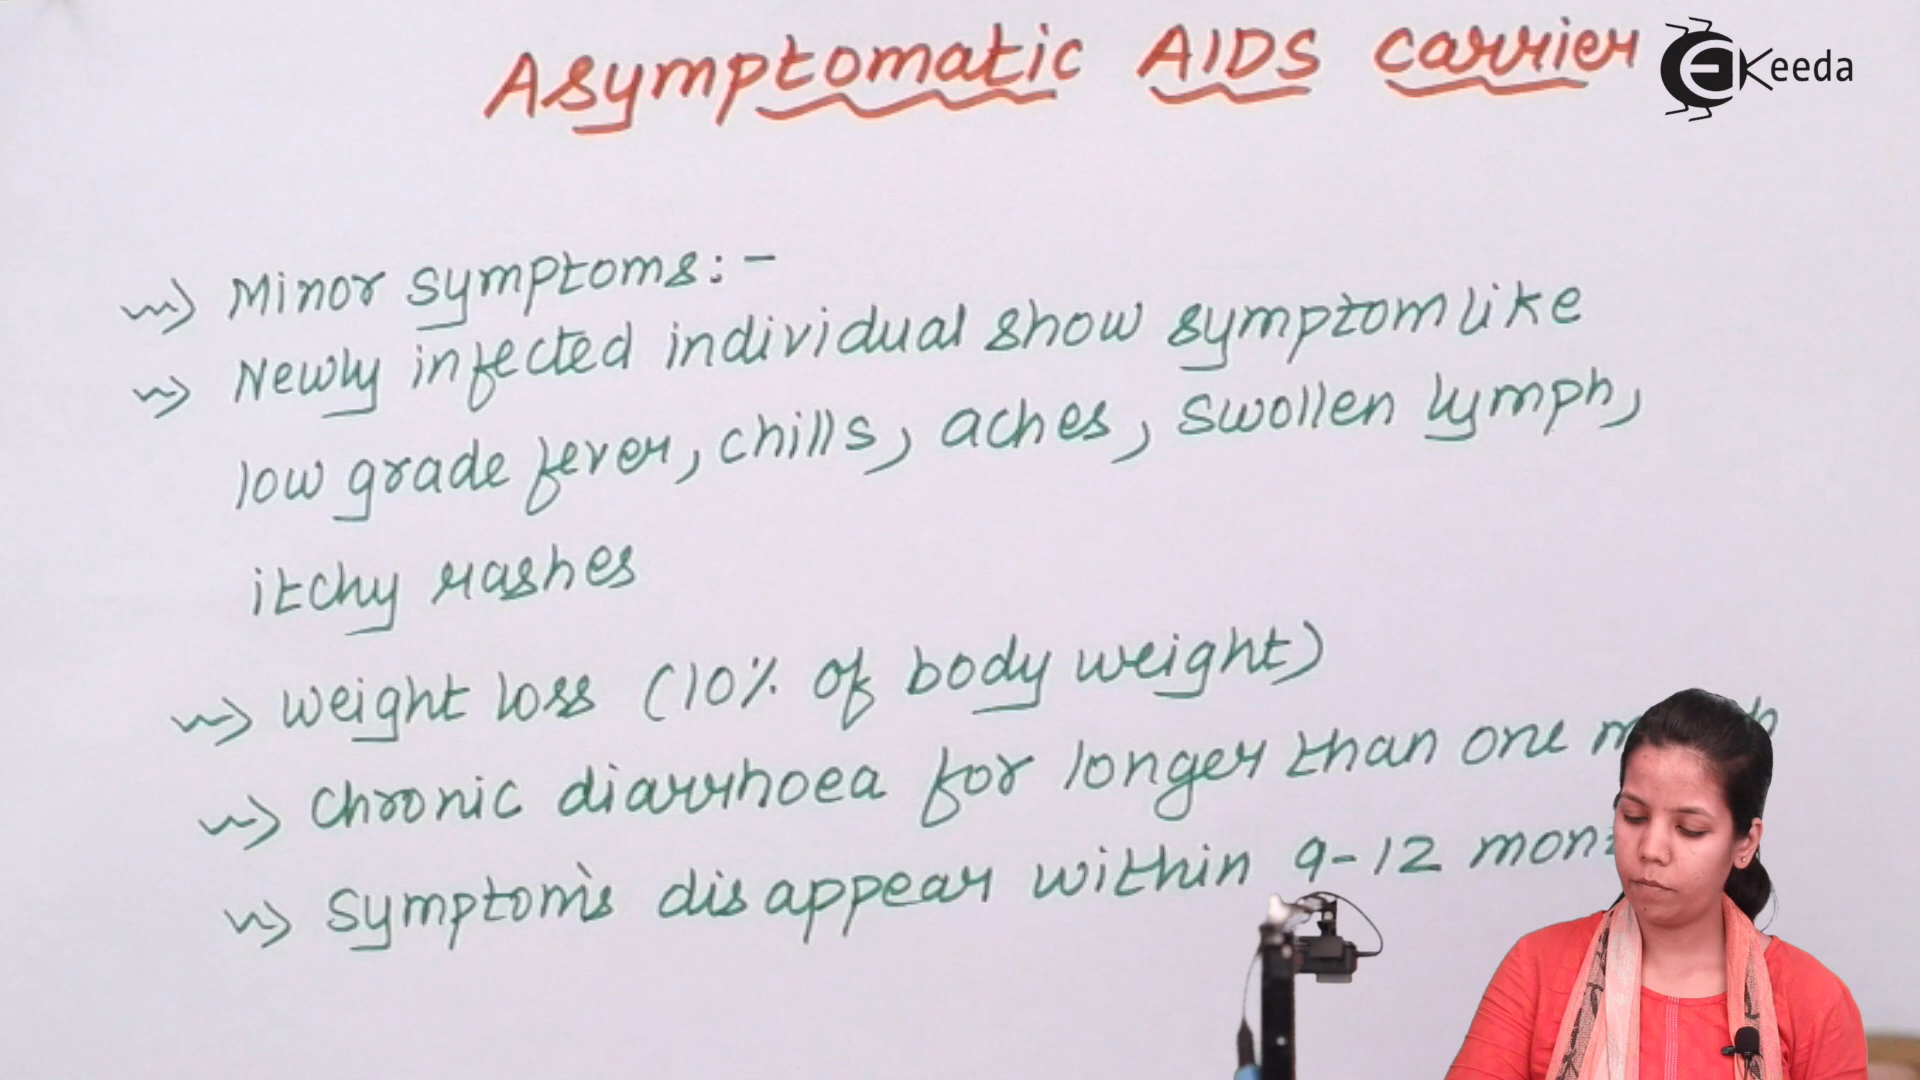 Asymptomatic AIDS carrier
EKeeda
Minor symptoms:-
Newly infected individual show symptom like
low grade fever, chills, aches, swollen lymph,
itchy rashes
weight loss (10% of body weight)
chronic diarrhoea for longer than one
symptoms disappear within 9-12